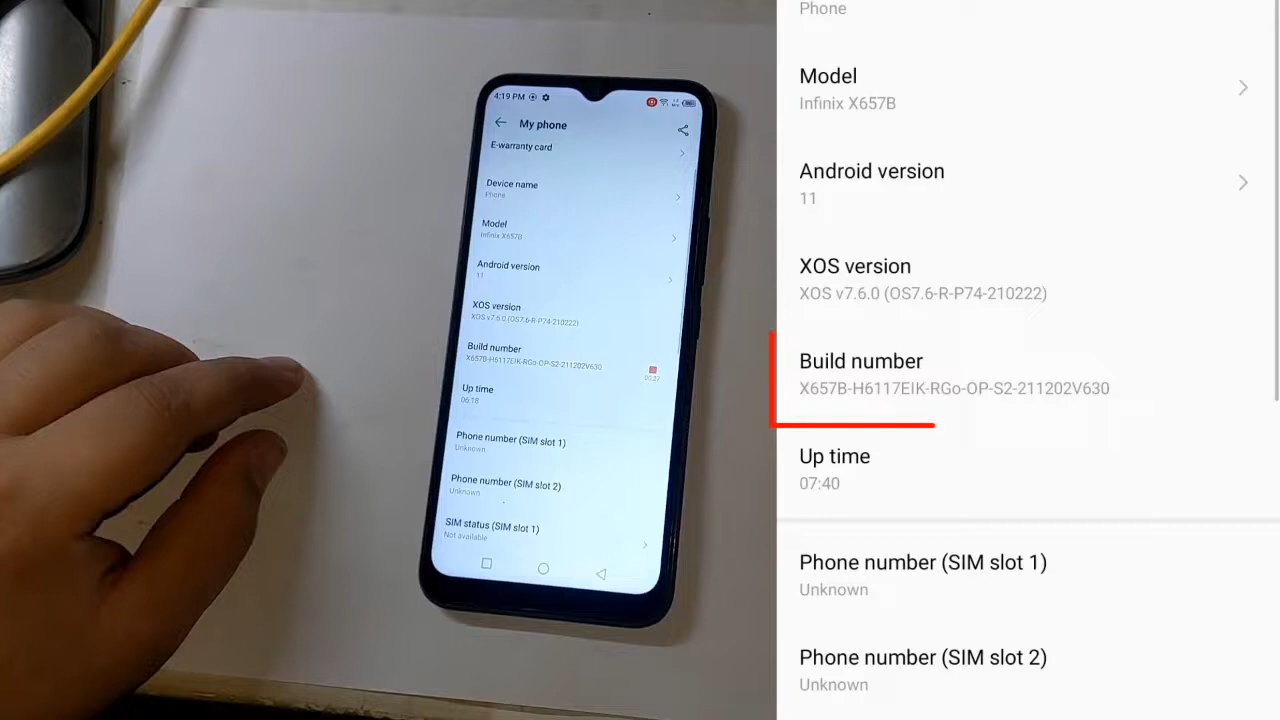 4:19 PM
My phone
E-warranty card
Device name
Phone
Model
Infinix X657B
Android version
11
XOS version
XOS v7.6.0 (OS7.6-R-P74-210222)
Build number
X657B-H6117EIK-RGo-OP-S2-211202V630
00:27
Up time
06:18
Phone number (SIM slot 1)
Unknown
Phone number (SIM slot 2)
Unknown
SIM status (SIM slot 1)
Not available
Phone
Model
Infinix X657B
Android version
11
XOS version
XOS v7.6.0 (OS7.6-R-P74-210222)
Build number
X657B-H6117EIK-RGo-OP-S2-211202V630
Up time
07:40
Phone number (SIM slot 1)
Unknown
Phone number (SIM slot 2)
Unknown